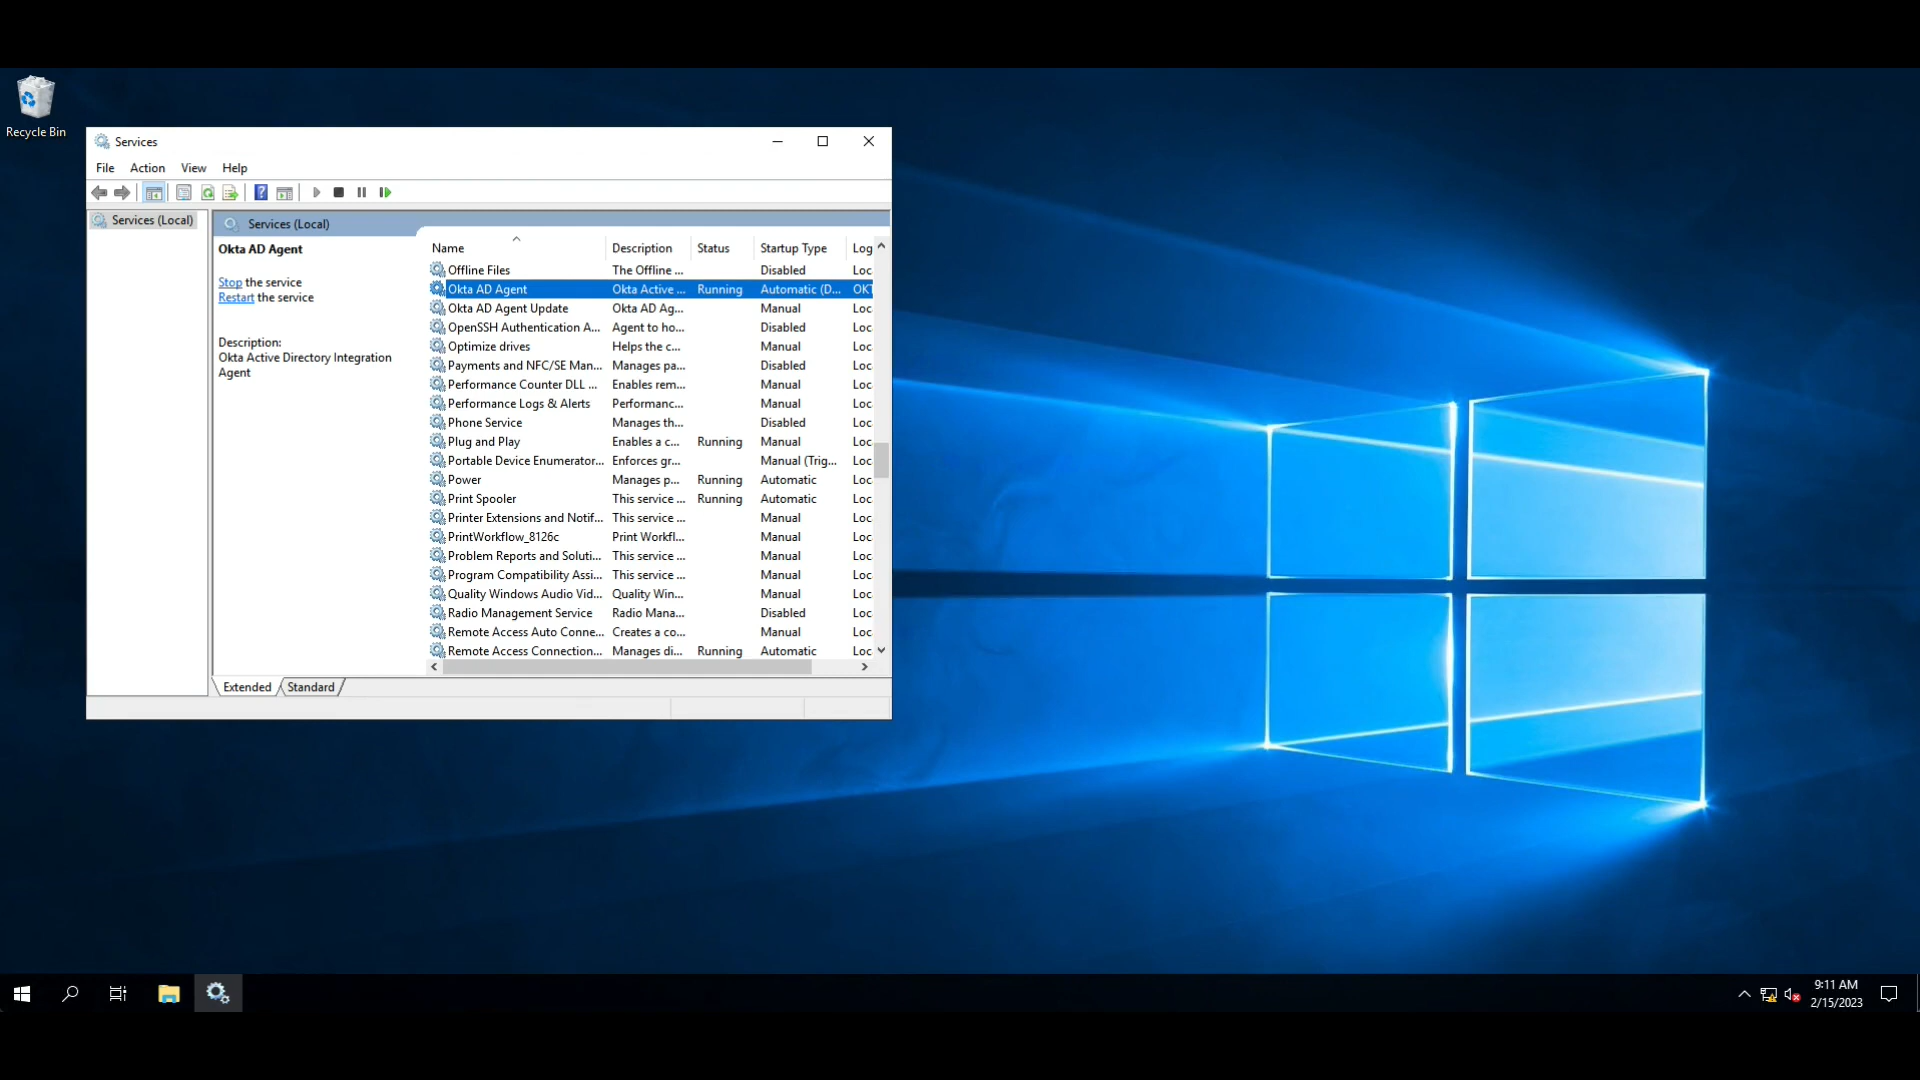 Recycle Bin
Services
File Action View Help
Services (Local)
Services (Local)
Okta AD Agent
Stop the service
Restart the service
Description:
Okta Active Directory Integration
Agent
Name Description Status Startup Type Log
Offline Files The Offline ... Disabled Loc
Okta AD Agent Okta Active ... Running Automatic (D... OKT
Okta AD Agent Update Okta AD Ag... Manual Loc
OpenSSH Authentication A... Agent to ho... Disabled Loc
Optimize drives Helps the c... Manual Loc
Payments and NFC/SE Man... Manages pa... Disabled Loc
Performance Counter DLL ... Enables rem... Manual Loc
Performance Logs & Alerts Performanc... Manual Loc
Phone Service Manages th... Disabled Loc
Plug and Play Enables a c... Running Manual Loc
Portable Device Enumerator... Enforces gr... Manual (Trig... Loc
Power Manages p... Running Automatic Loc
Print Spooler This service ... Running Automatic Loc
Printer Extensions and Notif... This service ... Manual Loc
PrintWorkflow_8126c Print Workfl... Manual Loc
Problem Reports and Soluti... This service ... Manual Loc
Program Compatibility Assi... This service ... Manual Loc
Quality Windows Audio Vid... Quality Win... Manual Loc
Radio Management Service Radio Mana... Disabled Loc
Remote Access Auto Conne... Creates a co... Manual Loc
Remote Access Connection... Manages di... Running Automatic Loc
Extended Standard
9:11 AM
2/15/2023